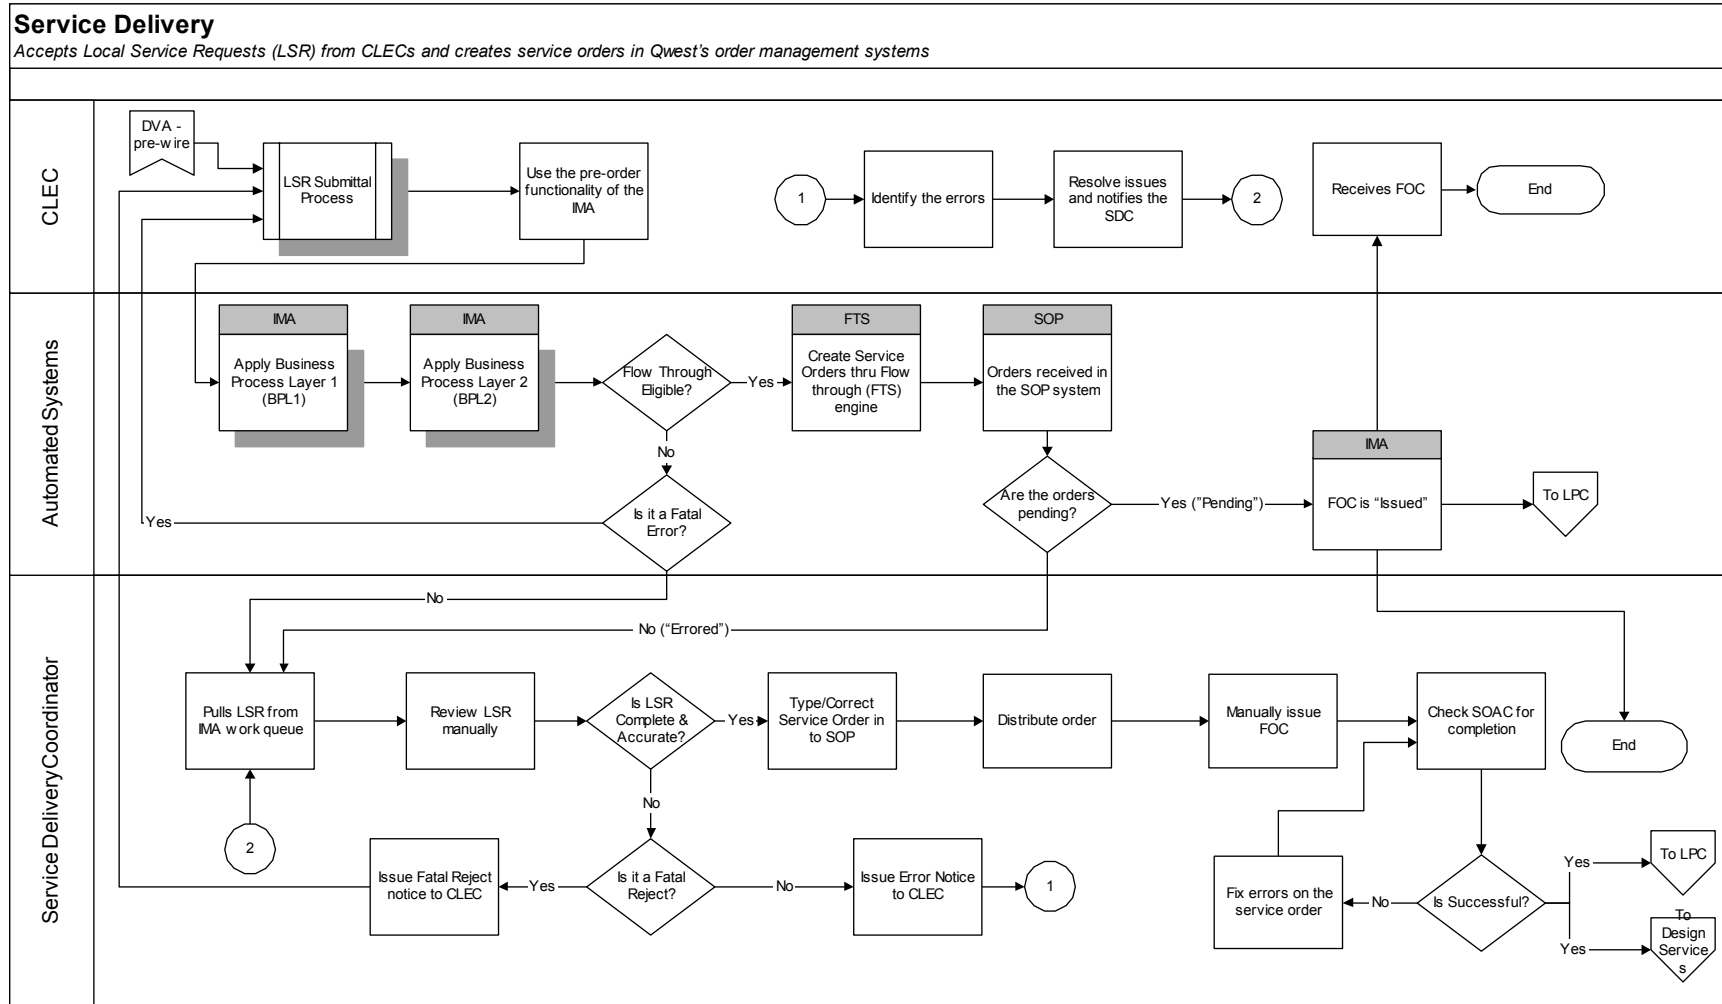 Service Delivery
Accepts Local Service Requests (LSR) from CLECs and creates service orders in Qwest's order management systems
CLEC
DVA -
pre-wire
LSR Submittal
Process
Use the pre-order
functionality of the
IMA
1
Identify the errors
Resolve issues
and notifies the
SDC
2
Receives FOC
End
Automated Systems
IMA
Apply Business
Process Layer 1
(BPL1)
IMA
Apply Business
Process Layer 2
(BPL2)
Flow Through
Eligible?
Yes
No
FTS
Create Service
Orders thru Flow
through (FTS)
engine
SOP
Orders received in
the SOP system
Is it a Fatal
Error?
Yes
No
Are the orders
pending?
Yes ("Pending")
No ("Errored")
IMA
FOC is "Issued"
To LPC
Service Delivery Coordinator
Pulls LSR from
IMA work queue
Review LSR
manually
Is LSR
Complete &
Accurate?
Yes
No
Type/Correct
Service Order in
to SOP
Distribute order
Manually issue
FOC
Check SOAC for
completion
End
2
Issue Fatal Reject
notice to CLEC
Yes
Is it a Fatal
Reject?
No
Issue Error Notice
to CLEC
1
Fix errors on the
service order
No
Is Successful?
Yes
To LPC
Yes
To
Design
Service
s